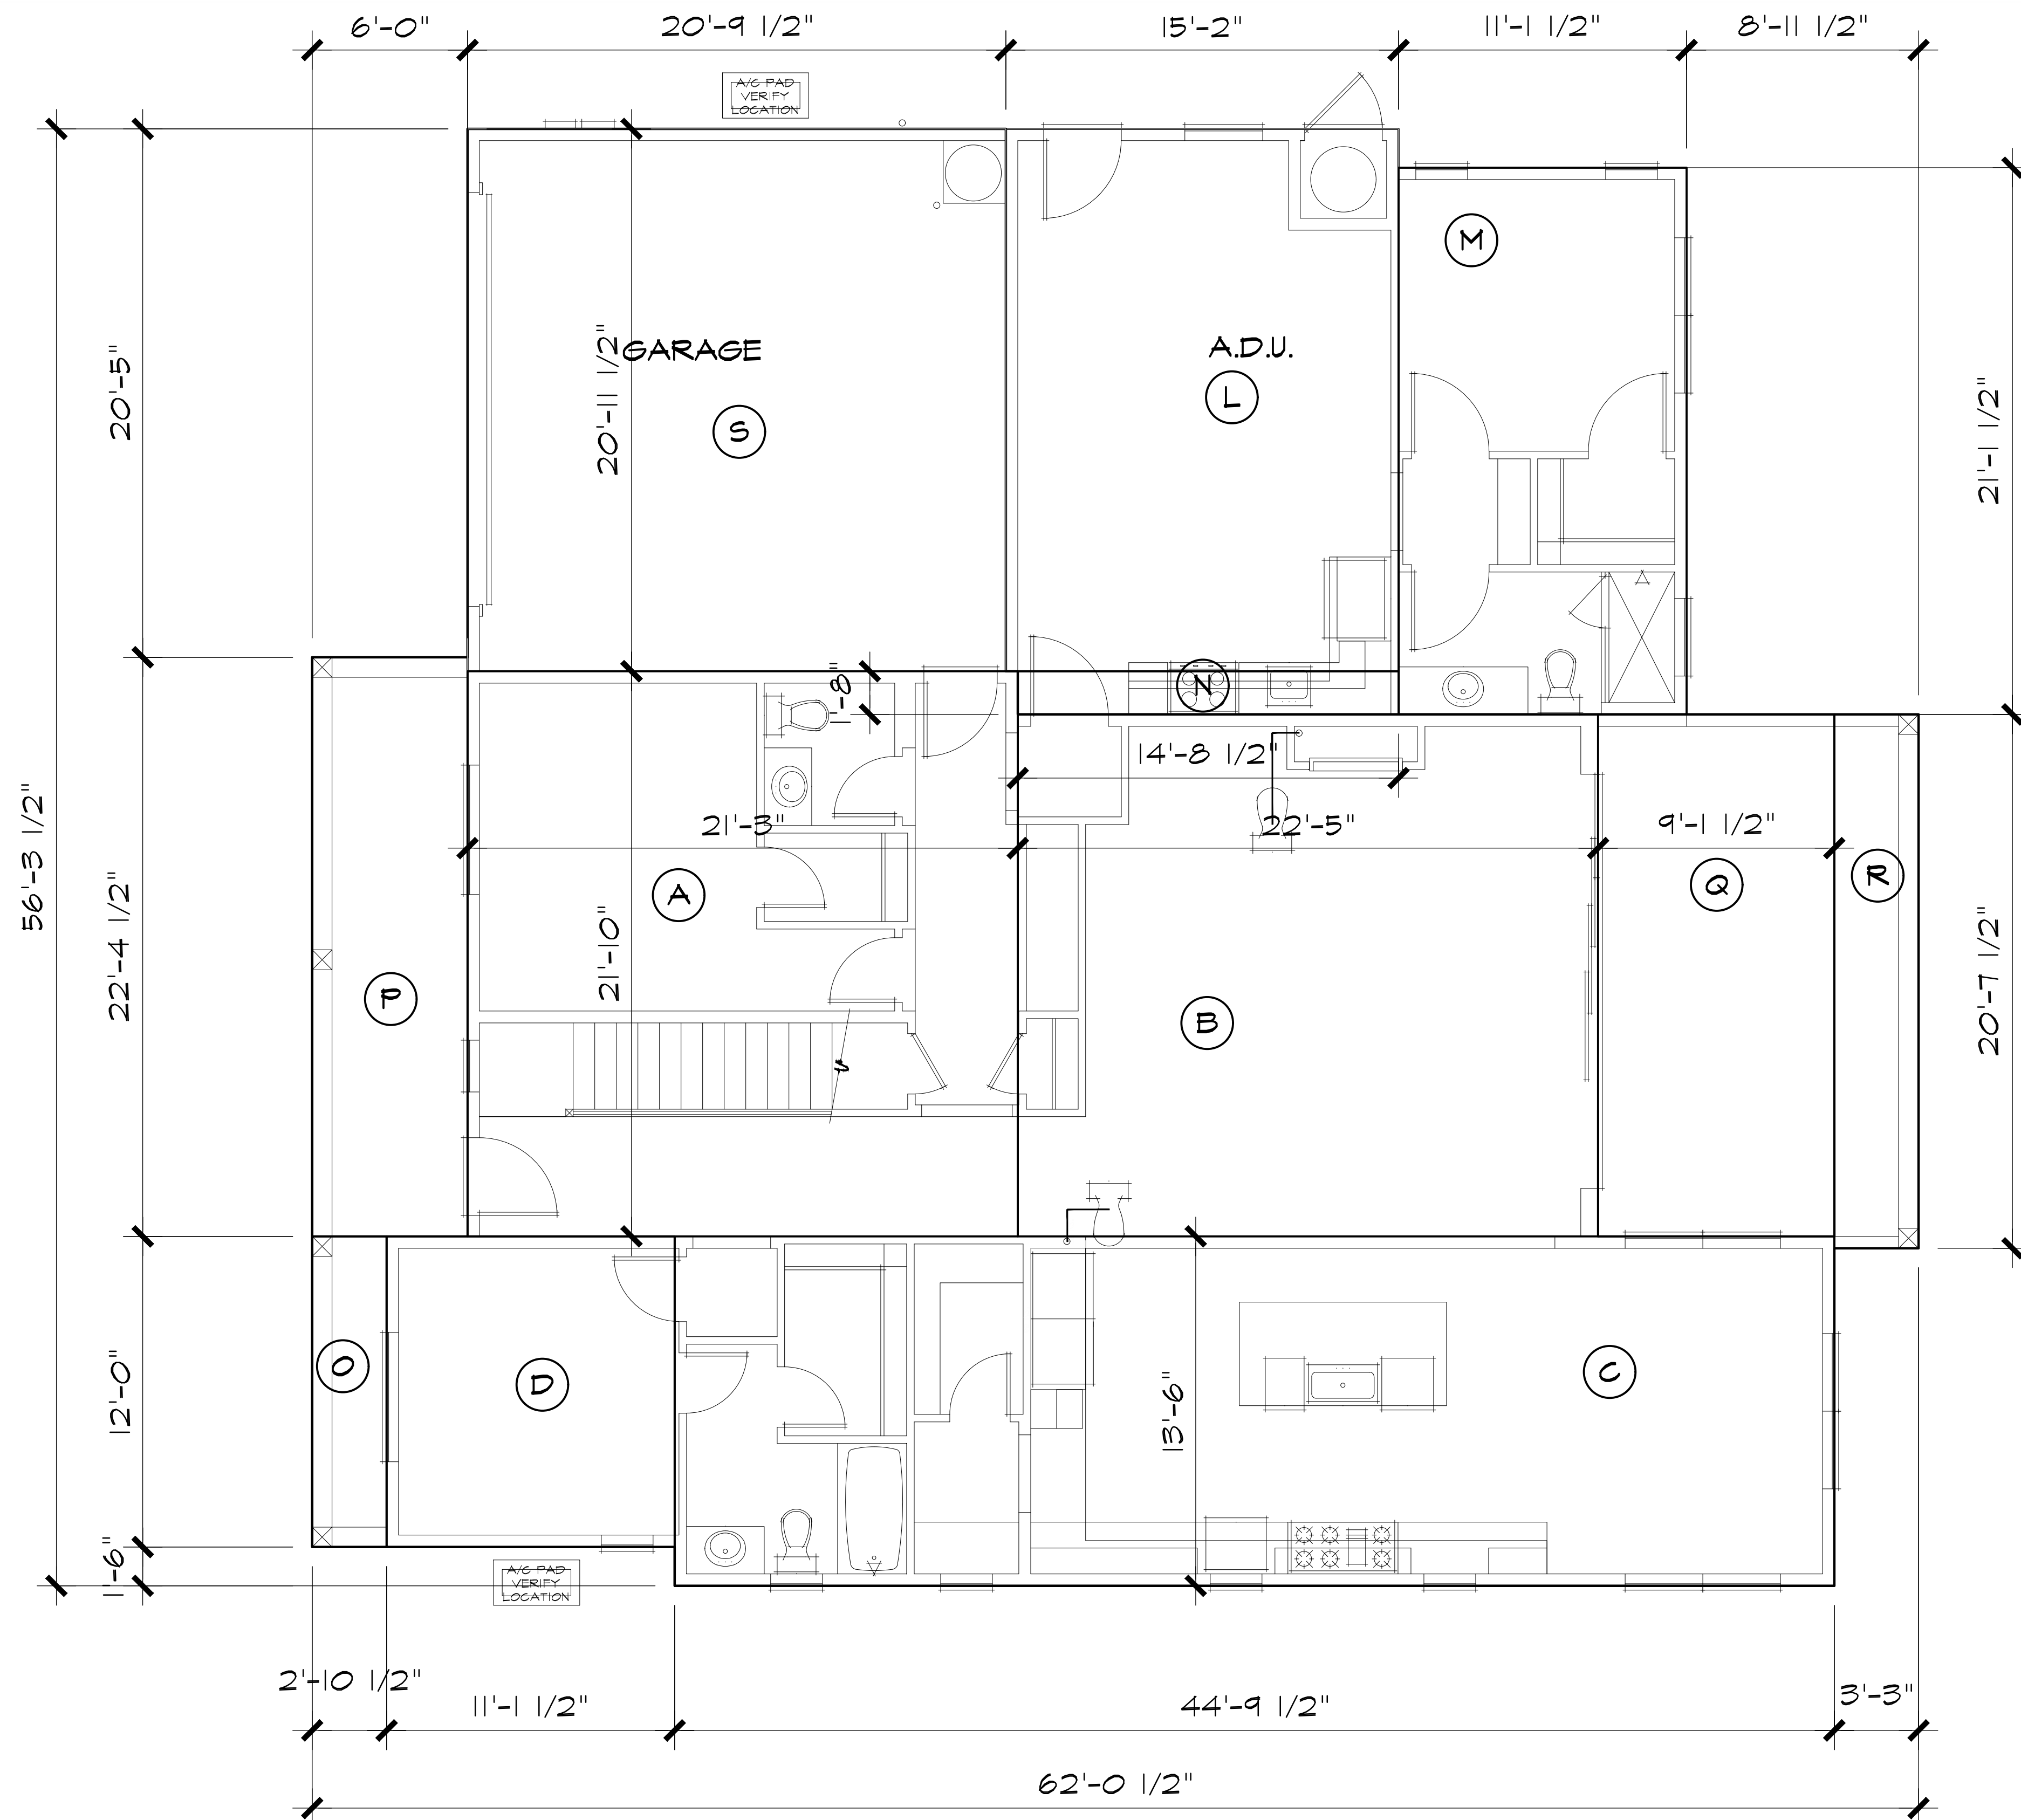 6'-0"
20'-9 1/2"
15'-2"
11'-1 1/2"
8'-11 1/2"
A/C PAD
VERIFY
LOCATION
M
GARAGE
A.D.U.
L
S
20'-5"
20'-11 1/2"
21'-1 1/2"
N
1'-8"
14'-8 1/2"
21'-3"
22'-5"
9'-1 1/2"
56'-3 1/2"
22'-4 1/2"
A
Q
R
21'-10"
20'-7 1/2"
P
B
O
D
C
12'-0"
13'-6"
1'-6"
A/C PAD
VERIFY
LOCATION
2'-10 1/2"
11'-1 1/2"
44'-9 1/2"
3'-3"
62'-0 1/2"